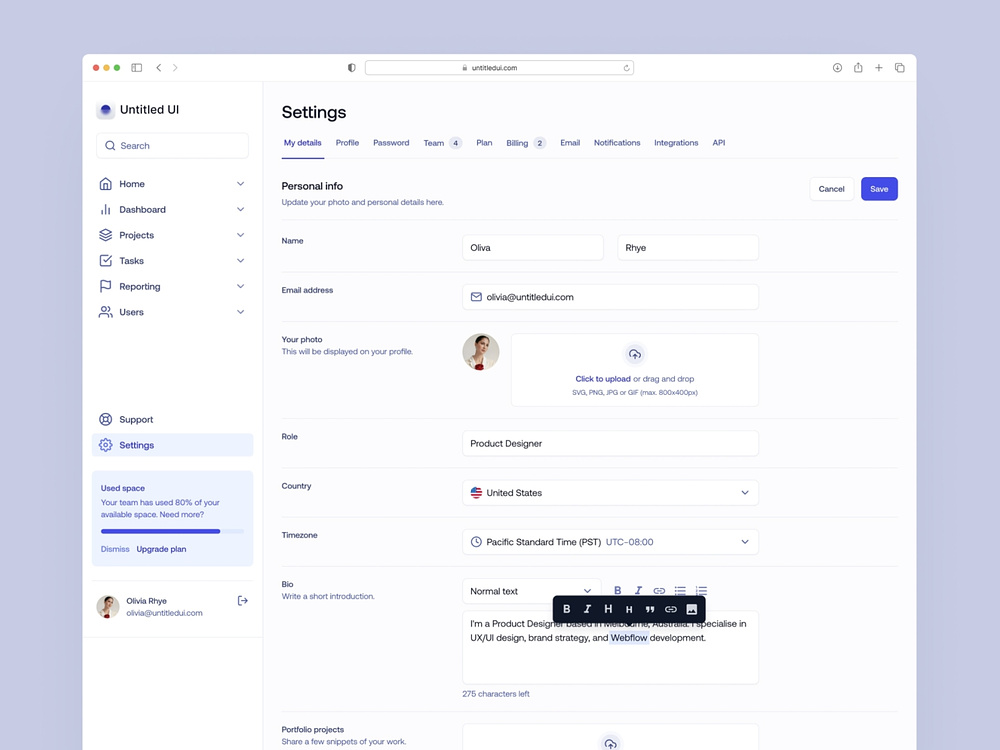 untitledui.com
Untitled UI
Search
Home
Dashboard
Projects
Tasks
Reporting
Users
Support
Settings
Used space
Your team has used 80% of your
available space. Need more?
Dismiss Upgrade plan
Olivia Rhye
olivia@untitledui.com
Settings
My details Profile Password Team 4 Plan Billing 2 Email Notifications Integrations API
Personal info
Update your photo and personal details here.
Cancel Save
Name
Oliva Rhye
Email address
olivia@untitledui.com
Your photo
This will be displayed on your profile.
Click to upload or drag and drop
SVG, PNG, JPG or GIF (max. 800x400px)
Role
Product Designer
Country
United States
Timezone
Pacific Standard Time (PST) UTC−08:00
Bio
Write a short introduction.
Normal text B I
B I H H
I'm a Product Designer based in Melbourne, Australia. I specialise in
UX/UI design, brand strategy, and Webflow development.
275 characters left
Portfolio projects
Share a few snippets of your work.